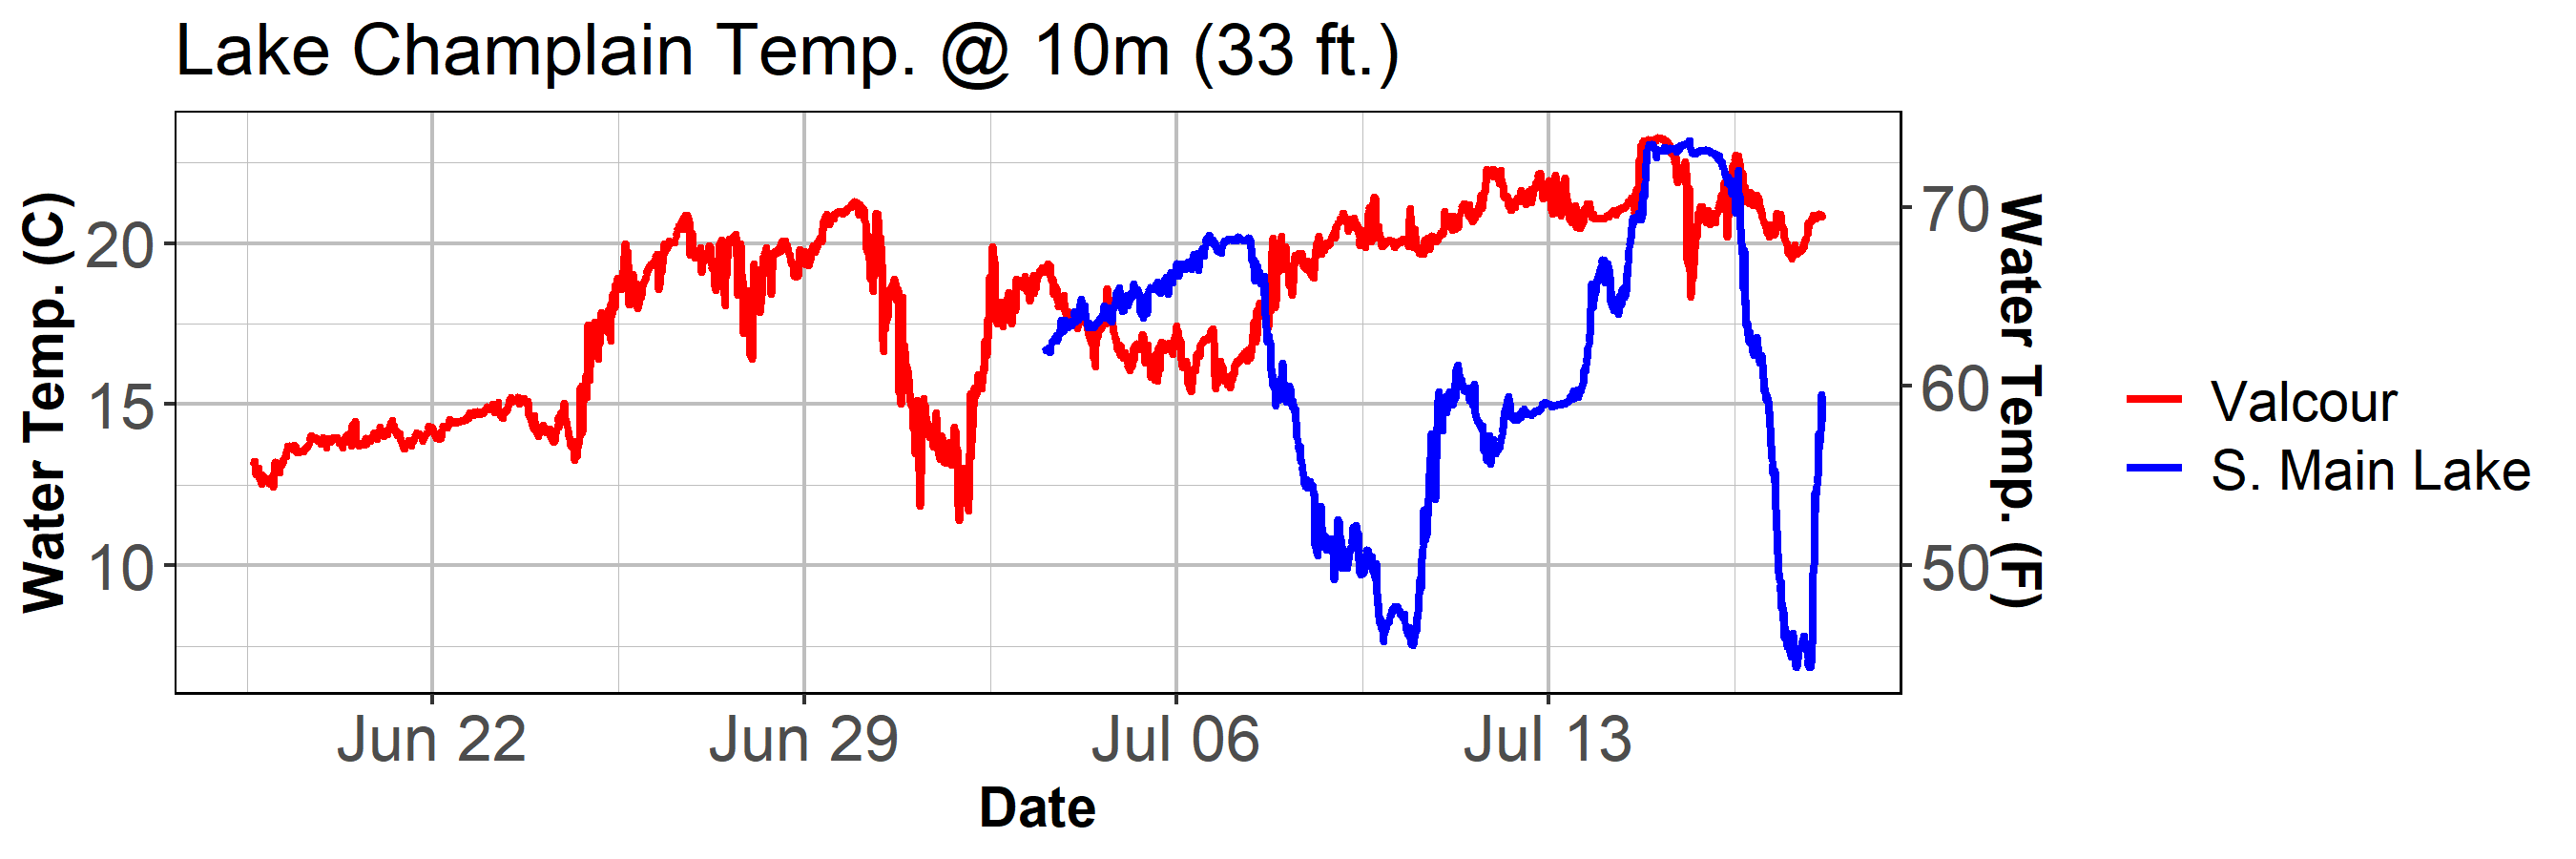 Lake Champlain Temp. @ 10m (33 ft.)
Water Temp. (C)
20
15
10
70
60
50
Water Temp. (F)
Valcour
S. Main Lake
Jun 22
Jun 29
Jul 06
Jul 13
Date